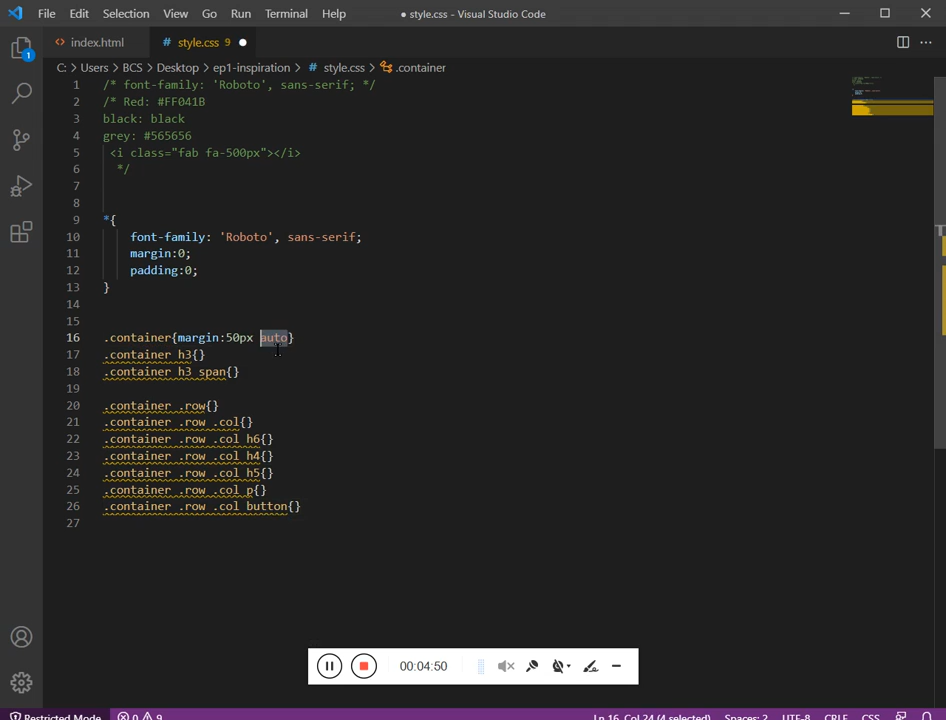 File Edit Selection View Go Run Terminal Help ● style.css - Visual Studio Code
<> index.html # style.css 9 ●
C: > Users > BCS > Desktop > ep1-inspiration > # style.css > .container
1 /* font-family: 'Roboto', sans-serif; */
2 /* Red: #FF041B
3 black: black
4 grey: #565656
5 <i class="fab fa-500px"></i>
6 */
7
8
9 *{
10 font-family: 'Roboto', sans-serif;
11 margin:0;
12 padding:0;
13 }
14
15
16 .container{margin:50px auto}
17 .container h3{}
18 .container h3 span{}
19
20 .container .row{}
21 .container .row .col{}
22 .container .row .col h6{}
23 .container .row .col h4{}
24 .container .row .col h5{}
25 .container .row .col p{}
26 .container .row .col button{}
27
1
00:04:50
Restricted Mode 0 9 Ln 16, Col 24 (4 selected) Spaces: 2 UTF-8 CRLF CSS